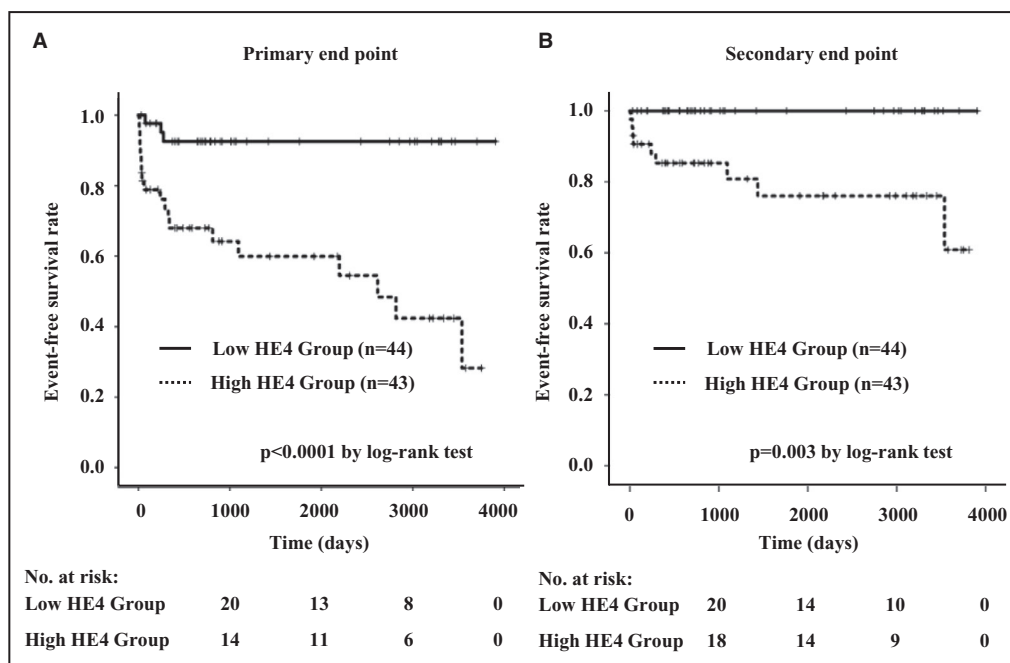 A
Primary end point
Event-free survival rate
1.0
0.8
0.6
0.4
0.2
0.0
Low HE4 Group (n=44)
High HE4 Group (n=43)
p<0.0001 by log-rank test
0 1000 2000 3000 4000
Time (days)
No. at risk:
Low HE4 Group 20 13 8 0
High HE4 Group 14 11 6 0
B
Secondary end point
Event-free survival rate
1.0
0.8
0.6
0.4
0.2
0.0
Low HE4 Group (n=44)
High HE4 Group (n=43)
p=0.003 by log-rank test
0 1000 2000 3000 4000
Time (days)
No. at risk:
Low HE4 Group 20 14 10 0
High HE4 Group 18 14 9 0